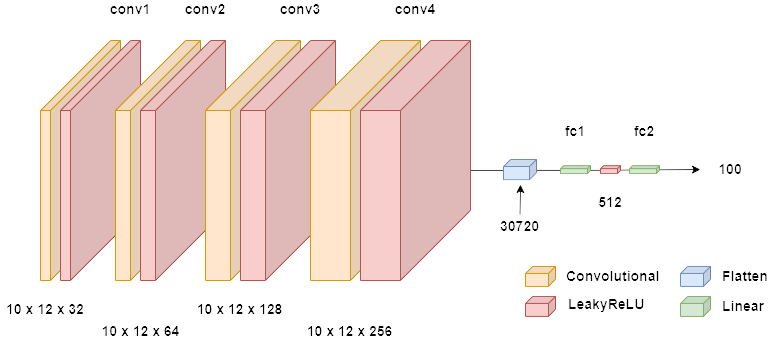 conv1 conv2 conv3 conv4
fc1 fc2
100
512
30720
Convolutional Flatten
LeakyReLU Linear
10 x 12 x 32 10 x 12 x 128
10 x 12 x 64 10 x 12 x 256